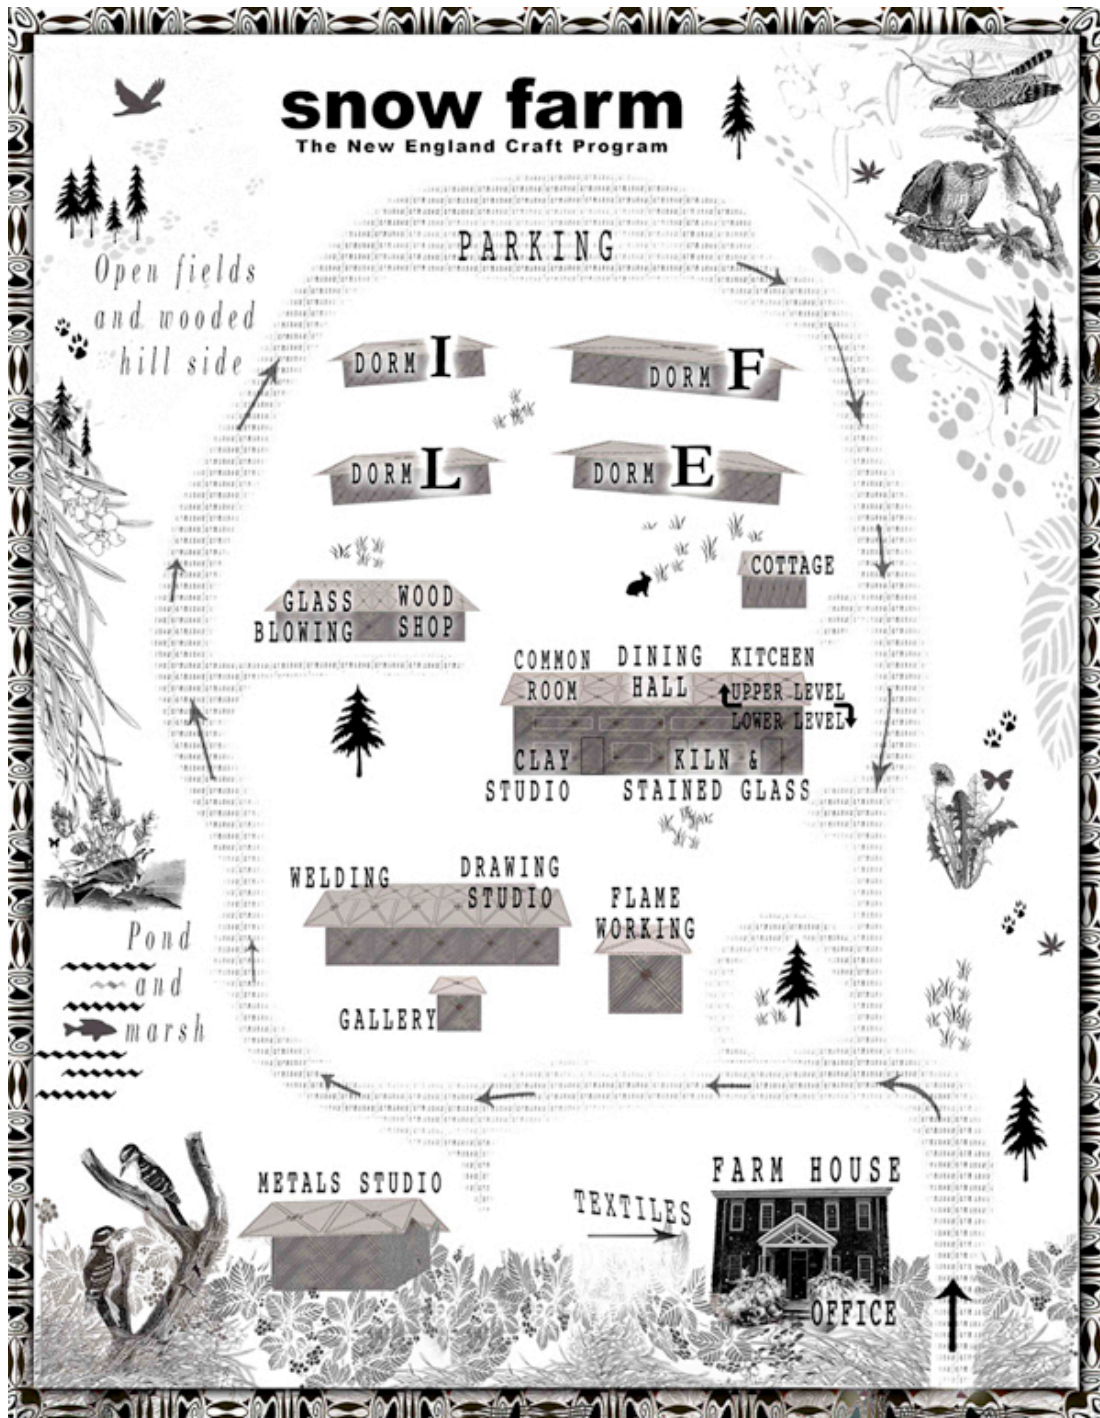 snow farm
The New England Craft Program
PARKING
Open fields
and wooded
hill side
DORM I
DORM F
DORM L
DORM E
COTTAGE
GLASS
BLOWING
WOOD
SHOP
COMMON
ROOM
DINING
HALL
KITCHEN
UPPER LEVEL
LOWER LEVEL
CLAY
STUDIO
KILN &
STAINED GLASS
WELDING
DRAWING
STUDIO
FLAME
WORKING
GALLERY
Pond
and
marsh
METALS STUDIO
TEXTILES
FARM HOUSE
OFFICE